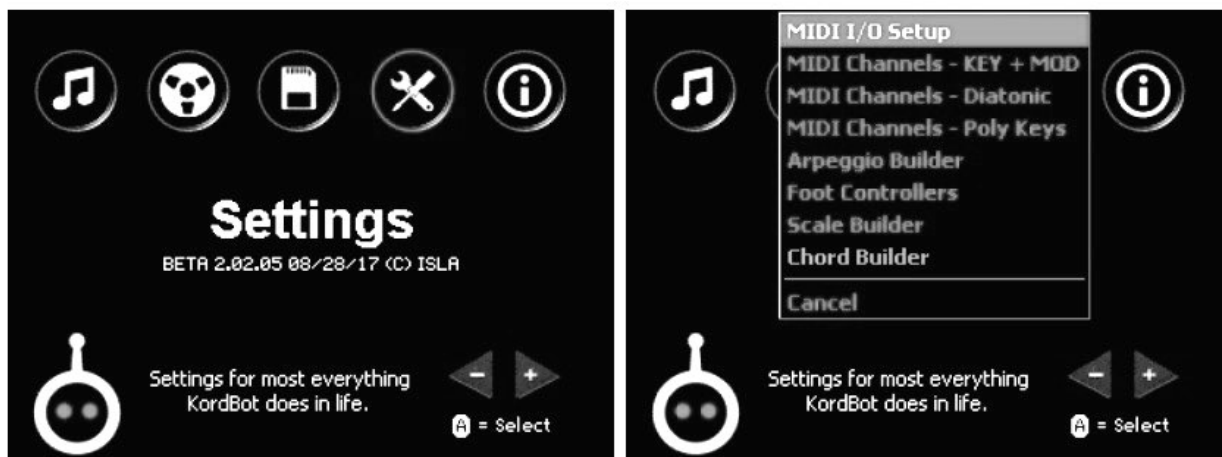 Settings
BETA 2.02.05 08/28/17 (C) ISLA
Settings for most everything
KordBot does in life.
- +
A = Select
MIDI I/O Setup
MIDI Channels - KEY + MOD
MIDI Channels - Diatonic
MIDI Channels - Poly Keys
Arpeggio Builder
Foot Controllers
Scale Builder
Chord Builder
Cancel
Settings for most everything
KordBot does in life.
- +
A = Select